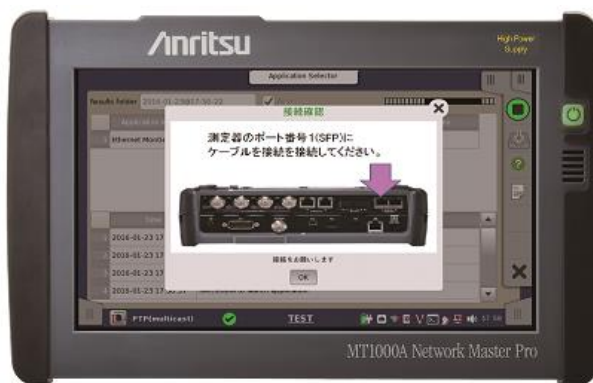 Anritsu
High Power
Supply
Application Selector
Results folder 2016-01-23@17:50:22
接続確認
測定器のポート番号1(SFP)に
ケーブルを接続を接続してください。
Ethernet Monito
接続をお願いします
OK
2016-01-23 17
2016-01-23 17
2016-01-23 17
2016-01-23 17
PTP(multicast)
TEST
MT1000A Network Master Pro